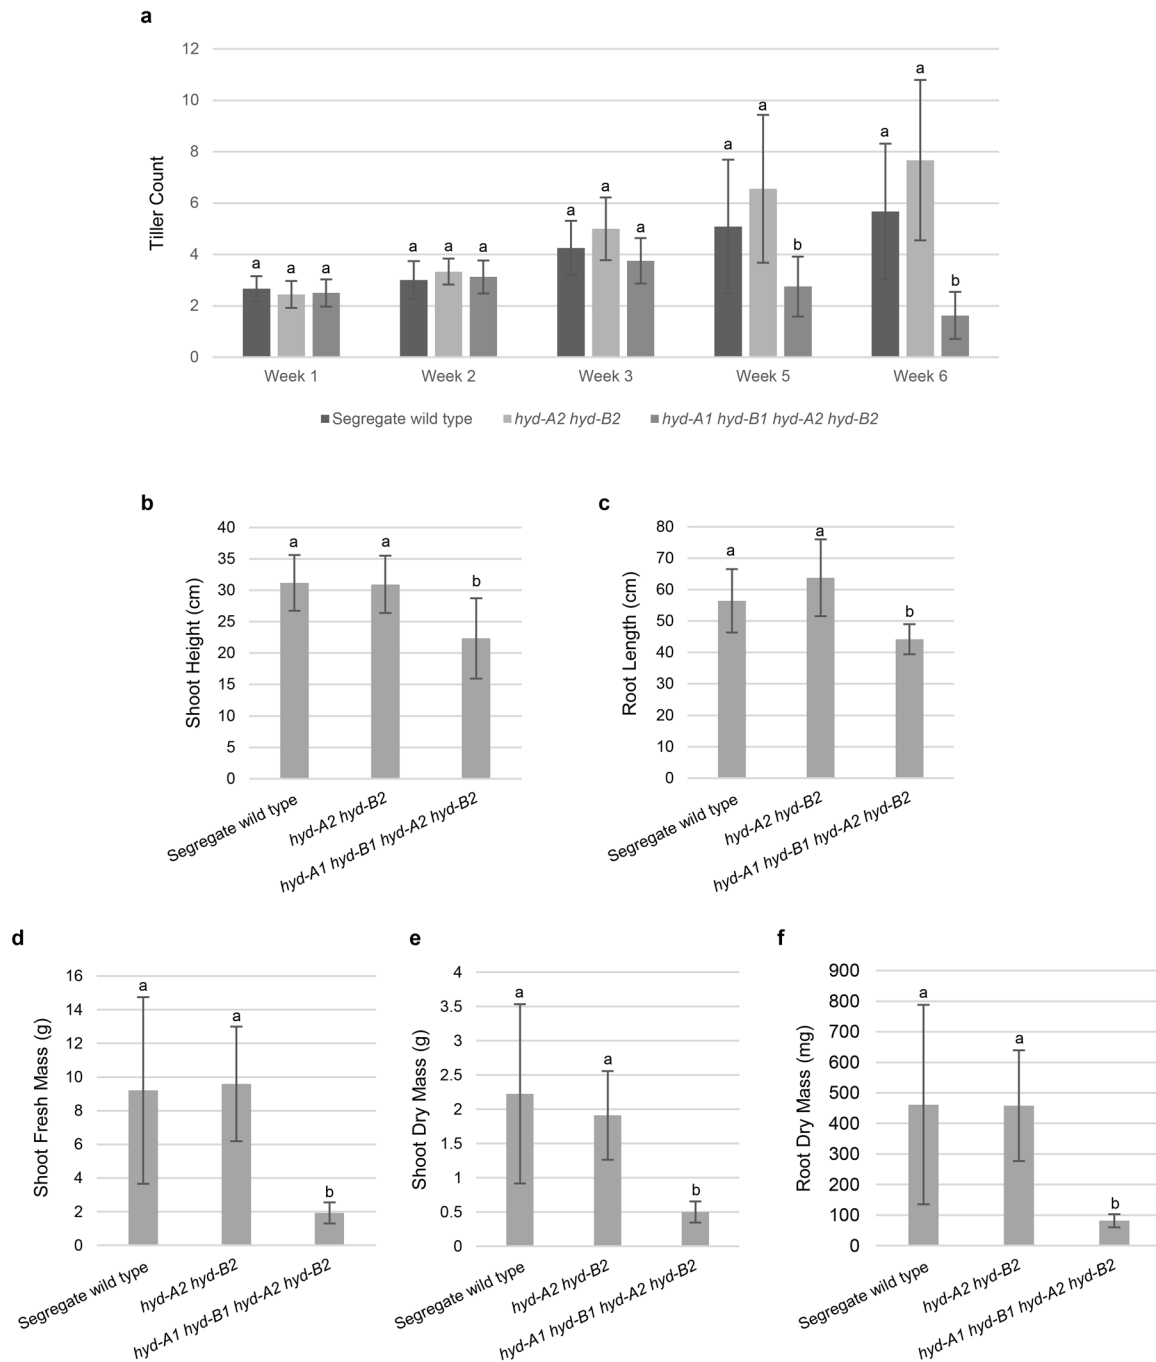 a
12
10
8
6
4
2
0
Tiller Count
a a a
a a a
a a a
a a b
a a b
Week 1 Week 2 Week 3 Week 5 Week 6
Segregate wild type hyd-A2 hyd-B2 hyd-A1 hyd-B1 hyd-A2 hyd-B2
b
40
35
30
25
20
15
10
5
0
Shoot Height (cm)
a a b
Segregate wild type
hyd-A2 hyd-B2
hyd-A1 hyd-B1 hyd-A2 hyd-B2
c
80
70
60
50
40
30
20
10
0
Root Length (cm)
a a b
Segregate wild type
hyd-A2 hyd-B2
hyd-A1 hyd-B1 hyd-A2 hyd-B2
d
16
14
12
10
8
6
4
2
0
Shoot Fresh Mass (g)
a a b
Segregate wild type
hyd-A2 hyd-B2
hyd-A1 hyd-B1 hyd-A2 hyd-B2
e
4
3.5
3
2.5
2
1.5
1
0.5
0
Shoot Dry Mass (g)
a a b
Segregate wild type
hyd-A2 hyd-B2
hyd-A1 hyd-B1 hyd-A2 hyd-B2
f
900
800
700
600
500
400
300
200
100
0
Root Dry Mass (mg)
a a b
Segregate wild type
hyd-A2 hyd-B2
hyd-A1 hyd-B1 hyd-A2 hyd-B2